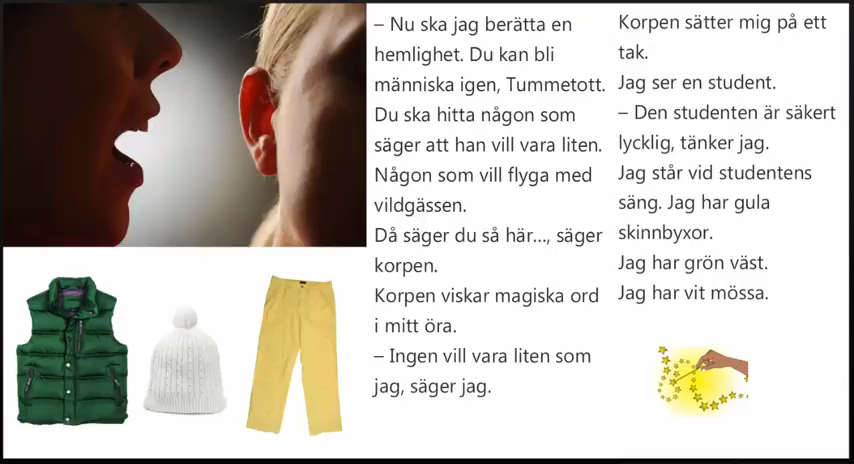 – Nu ska jag berätta en
hemlighet. Du kan bli
människa igen, Tummetott.
Du ska hitta någon som
säger att han vill vara liten.
Någon som vill flyga med
vildgässen.
Då säger du så här..., säger
korpen.
Korpen viskar magiska ord
i mitt öra.
– Ingen vill vara liten som
jag, säger jag.
Korpen sätter mig på ett
tak.
Jag ser en student.
– Den studenten är säkert
lycklig, tänker jag.
Jag står vid studentens
säng. Jag har gula
skinnbyxor.
Jag har grön väst.
Jag har vit mössa.